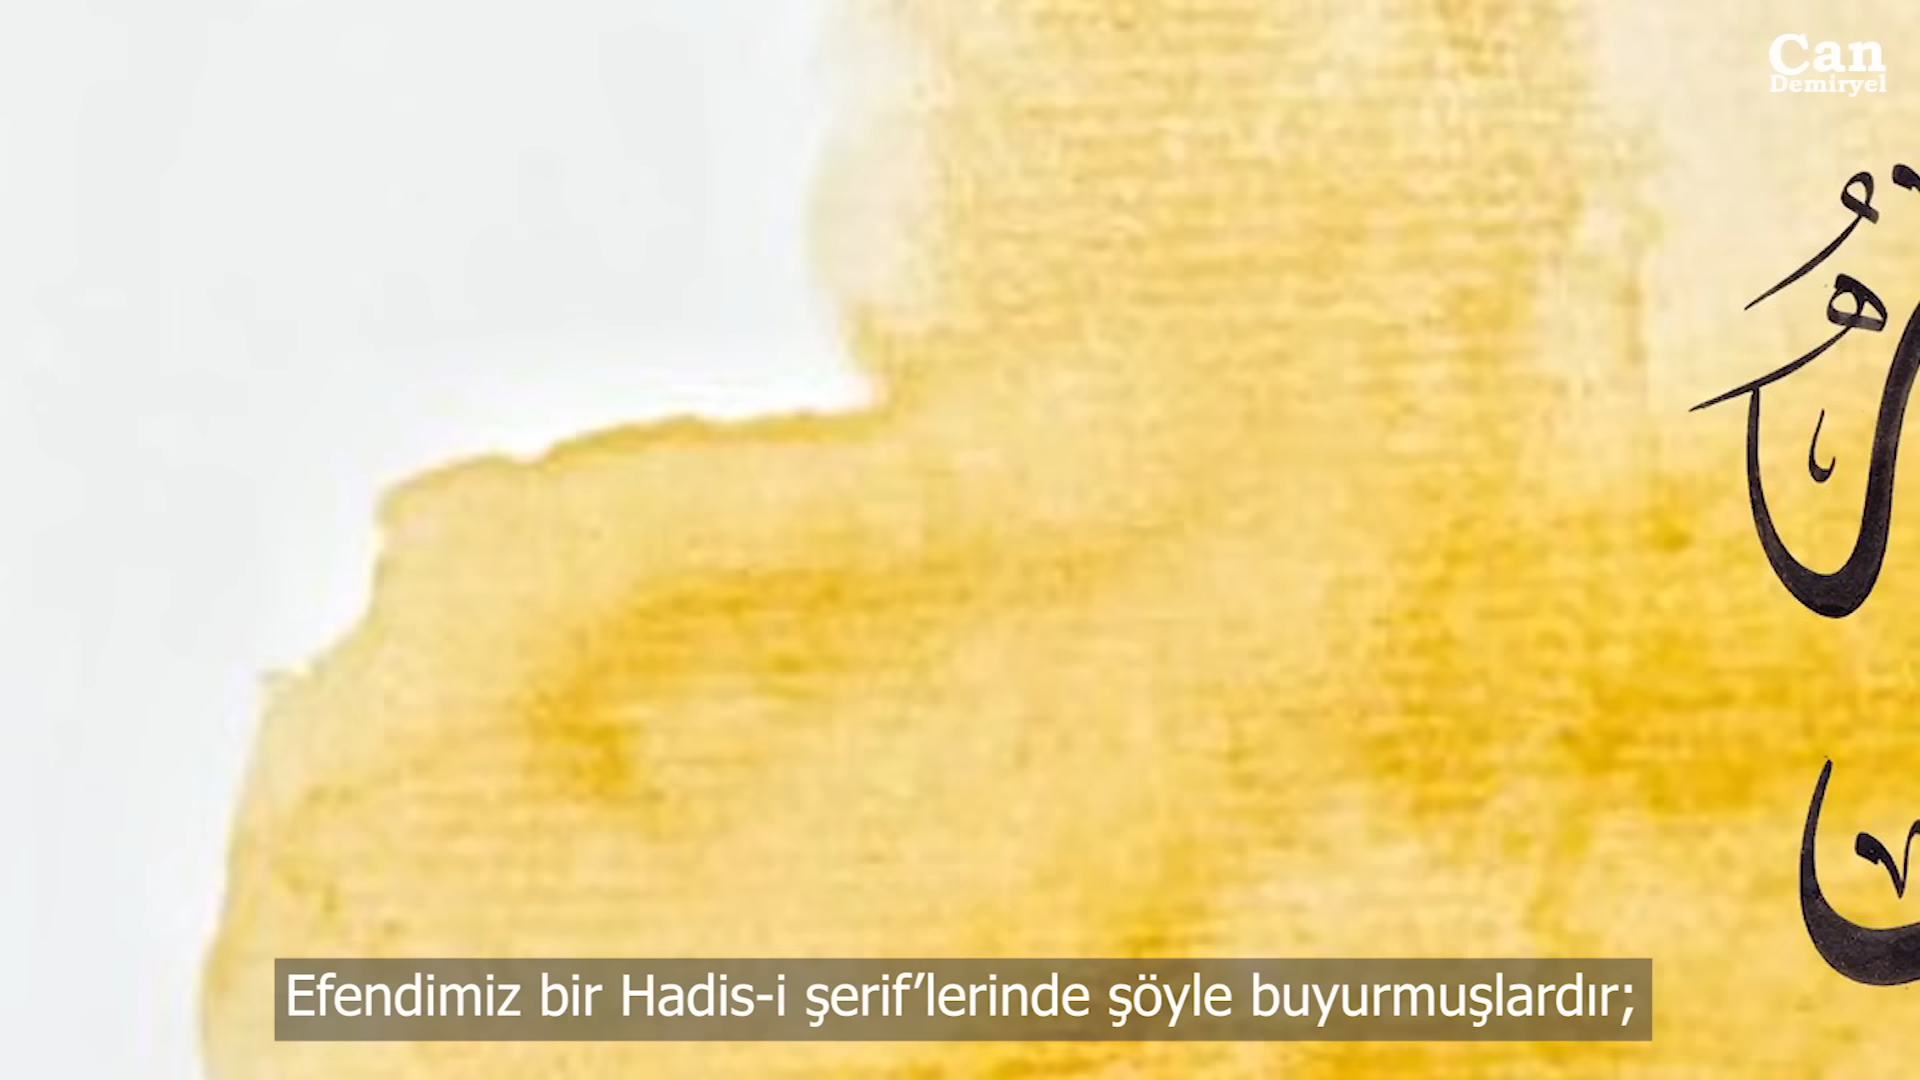 Can
Demiryel
Efendimiz bir Hadis-i şerif’lerinde şöyle buyurmuşlardır;